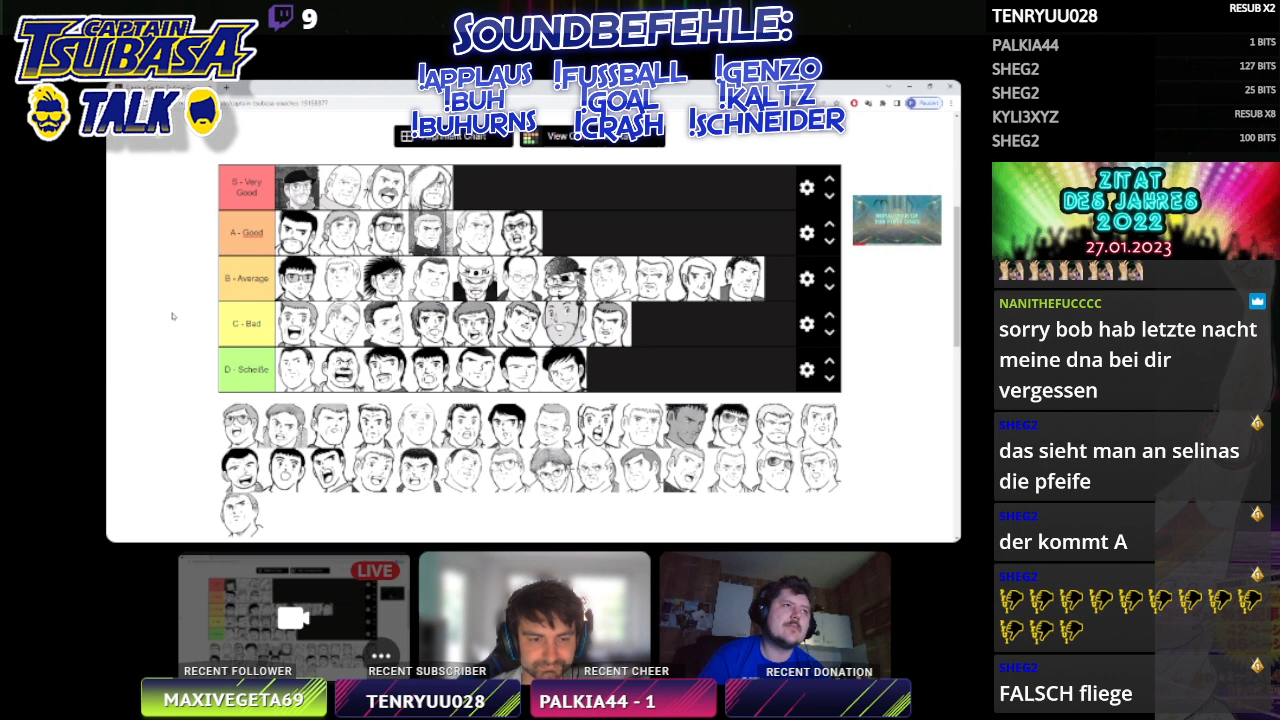 CAPTAIN
TSUBASA
TALK
9
SOUNDBEFEHLE:
!APPLAUS !FUSSBALL !GENZO
!BUH !GOAL !KALTZ
!BUHURNS !CRASH !SCHNEIDER
TENRYUU028 RESUB X2
PALKIA44 1 BITS
SHEG2 127 BITS
SHEG2 25 BITS
KYLI3XYZ RESUB X8
SHEG2 100 BITS
ZITAT
DES JAHRES
2022
27.01.2023
S - Very
Good
A - Good
B - Average
C - Bad
D - Scheiße
NANITHEFUCCCC
sorry bob hab letzte nacht
meine dna bei dir
vergessen
SHEG2
das sieht man an selinas
die pfeife
SHEG2
der kommt A
SHEG2
SHEG2
FALSCH fliege
LIVE
RECENT FOLLOWER
RECENT SUBSCRIBER
RECENT CHEER
RECENT DONATION
MAXIVEGETA69
TENRYUU028
PALKIA44 - 1